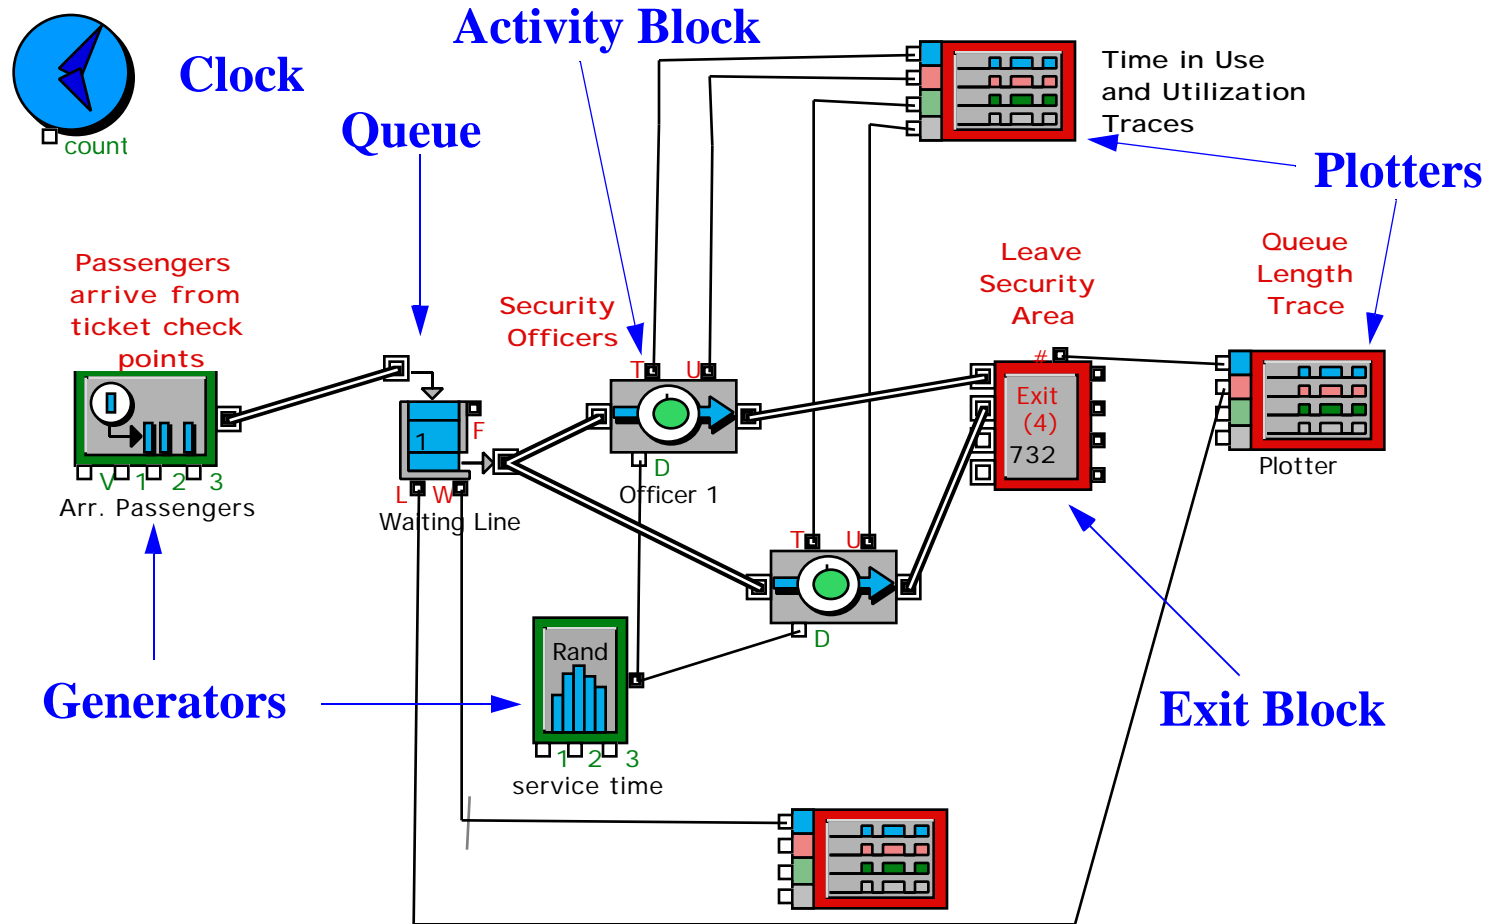 Activity Block
Clock
count
Queue
Time in Use
and Utilization
Traces
Plotters
Passengers
arrive from
ticket check
points
Security
Officers
Leave
Security
Area
Queue
Length
Trace
T U
#
Exit
(4)
732
1
F
D
Officer 1
L W
Waiting Line
V 1 2 3
Arr. Passengers
Plotter
T U
D
Rand
1 2 3
service time
Generators
Exit Block